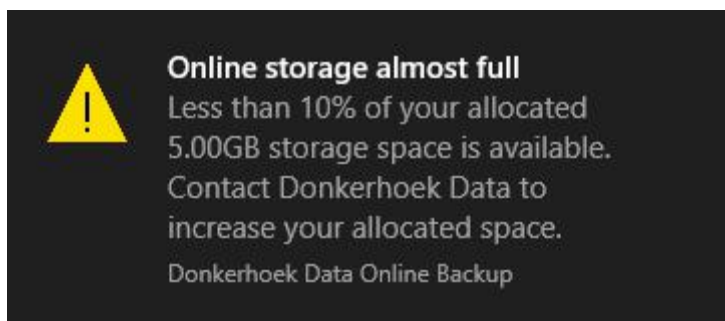 Online storage almost full
Less than 10% of your allocated
5.00GB storage space is available.
Contact Donkerhoek Data to
increase your allocated space.
Donkerhoek Data Online Backup